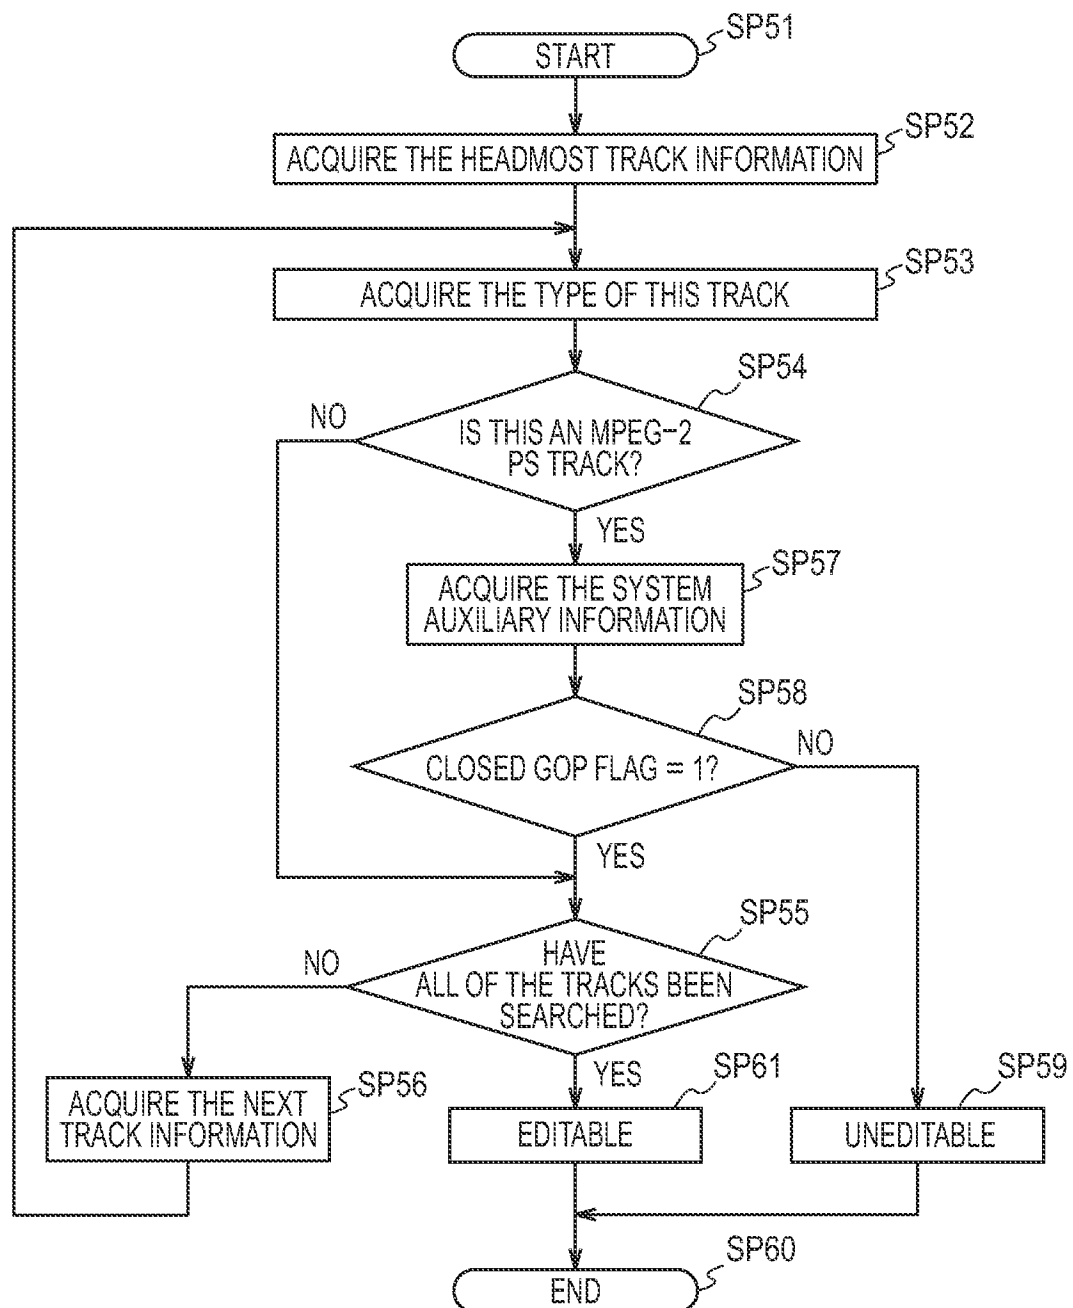 SP51
START
SP52
ACQUIRE THE HEADMOST TRACK INFORMATION
SP53
ACQUIRE THE TYPE OF THIS TRACK
SP54
NO
IS THIS AN MPEG-2
PS TRACK?
YES
SP57
ACQUIRE THE SYSTEM
AUXILIARY INFORMATION
SP58
NO
CLOSED GOP FLAG = 1?
YES
SP55
NO
HAVE
ALL OF THE TRACKS BEEN
SEARCHED?
YES
SP56
ACQUIRE THE NEXT
TRACK INFORMATION
SP61
EDITABLE
SP59
UNEDITABLE
SP60
END